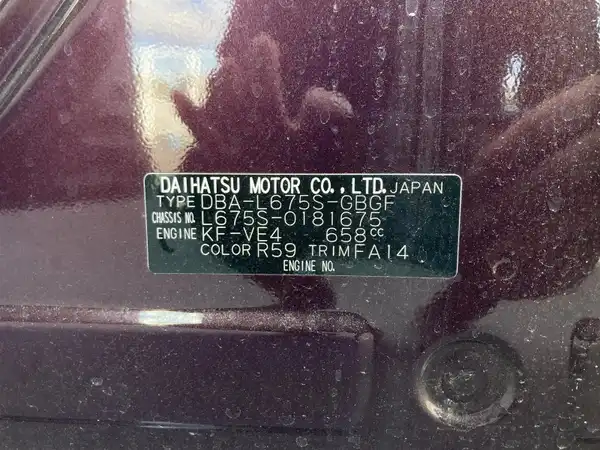 DAIHATSU MOTOR CO., LTD. JAPAN
TYPE DBA-L675S-GBGF
CHASSIS NO. L675S-0181675
ENGINE KF-VE4 658cc
COLOR R59 TRIM FA14
ENGINE NO.